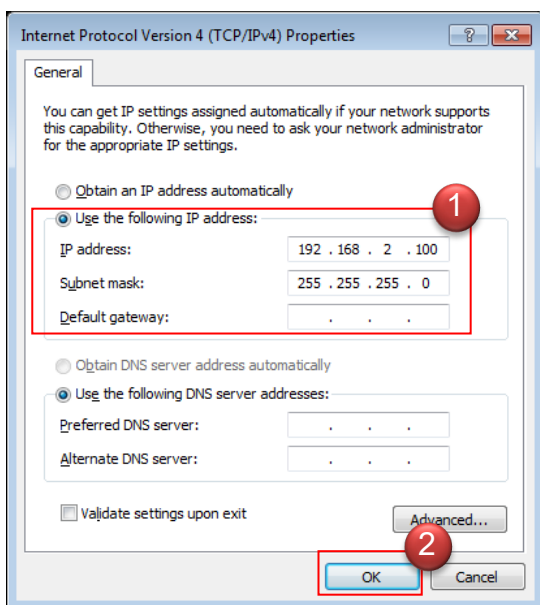 Internet Protocol Version 4 (TCP/IPv4) Properties
General
You can get IP settings assigned automatically if your network supports
this capability. Otherwise, you need to ask your network administrator
for the appropriate IP settings.
Obtain an IP address automatically
1
Use the following IP address:
IP address: 192 . 168 . 2 . 100
Subnet mask: 255 . 255 . 255 . 0
Default gateway: . . .
Obtain DNS server address automatically
Use the following DNS server addresses:
Preferred DNS server: . . .
Alternate DNS server: . . .
Validate settings upon exit
Advanced...
2
OK Cancel